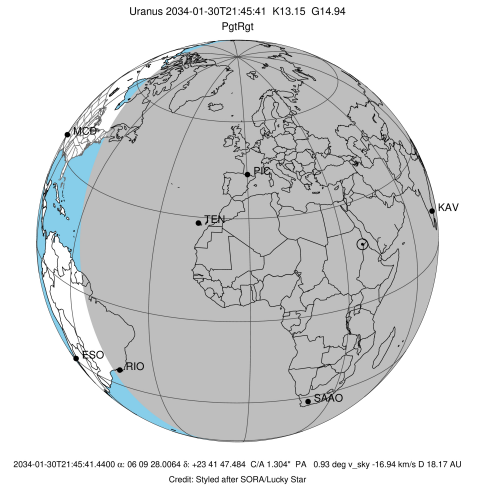 Uranus 2034-01-30T21:45:41 K13.15 G14.94
PgtRgt
MCD
PIC
KAV
TEN
ESO
RIO
SAAO
2034-01-30T21:45:41.4400 α: 06 09 28.0064 δ: +23 41 47.484 C/A 1.304" PA 0.93 deg v_sky -16.94 km/s D 18.17 AU
Credit: Styled after SORA/Lucky Star